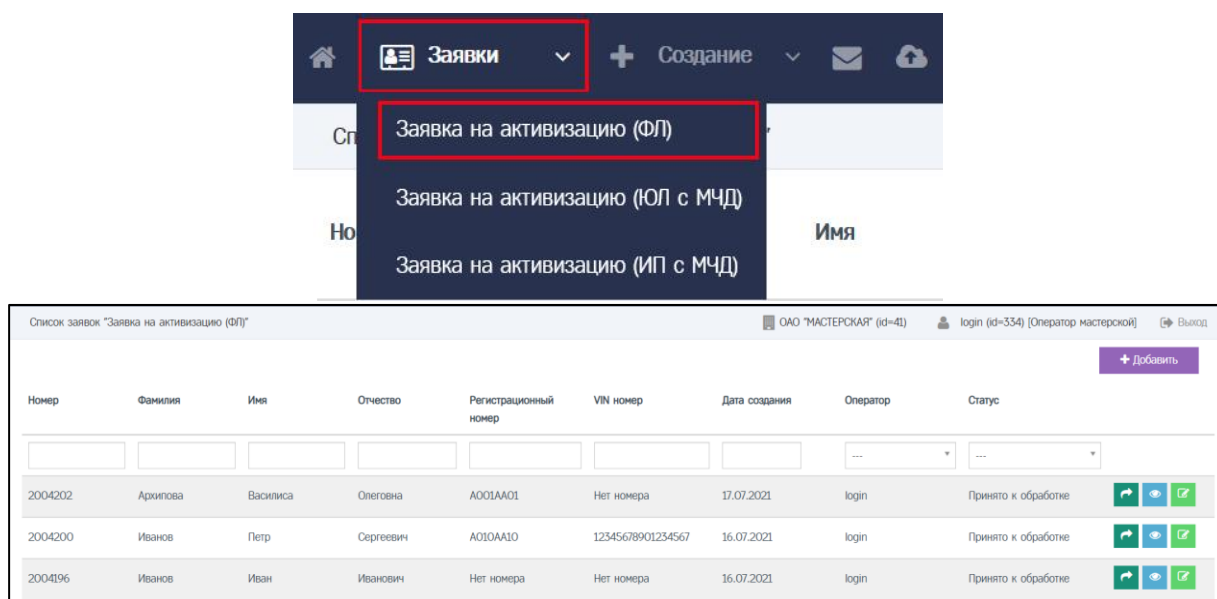 Заявки
Создание
Заявка на активизацию (ФЛ)
Сп
Заявка на активизацию (ЮЛ с МЧД)
Но
Имя
Заявка на активизацию (ИП с МЧД)
Список заявок "Заявка на активизацию (ФЛ)" ОАО "МАСТЕРСКАЯ" (id=41) login (id=334) [Оператор мастерской] Выход
+ Добавить
Номер Фамилия Имя Отчество Регистрационный номер VIN номер Дата создания Оператор Статус
--- ---
2004202 Архипова Василиса Олеговна А001АА01 Нет номера 17.07.2021 login Принято к обработке
2004200 Иванов Петр Сергеевич А010АА10 12345678901234567 16.07.2021 login Принято к обработке
2004196 Иванов Иван Иванович Нет номера Нет номера 16.07.2021 login Принято к обработке